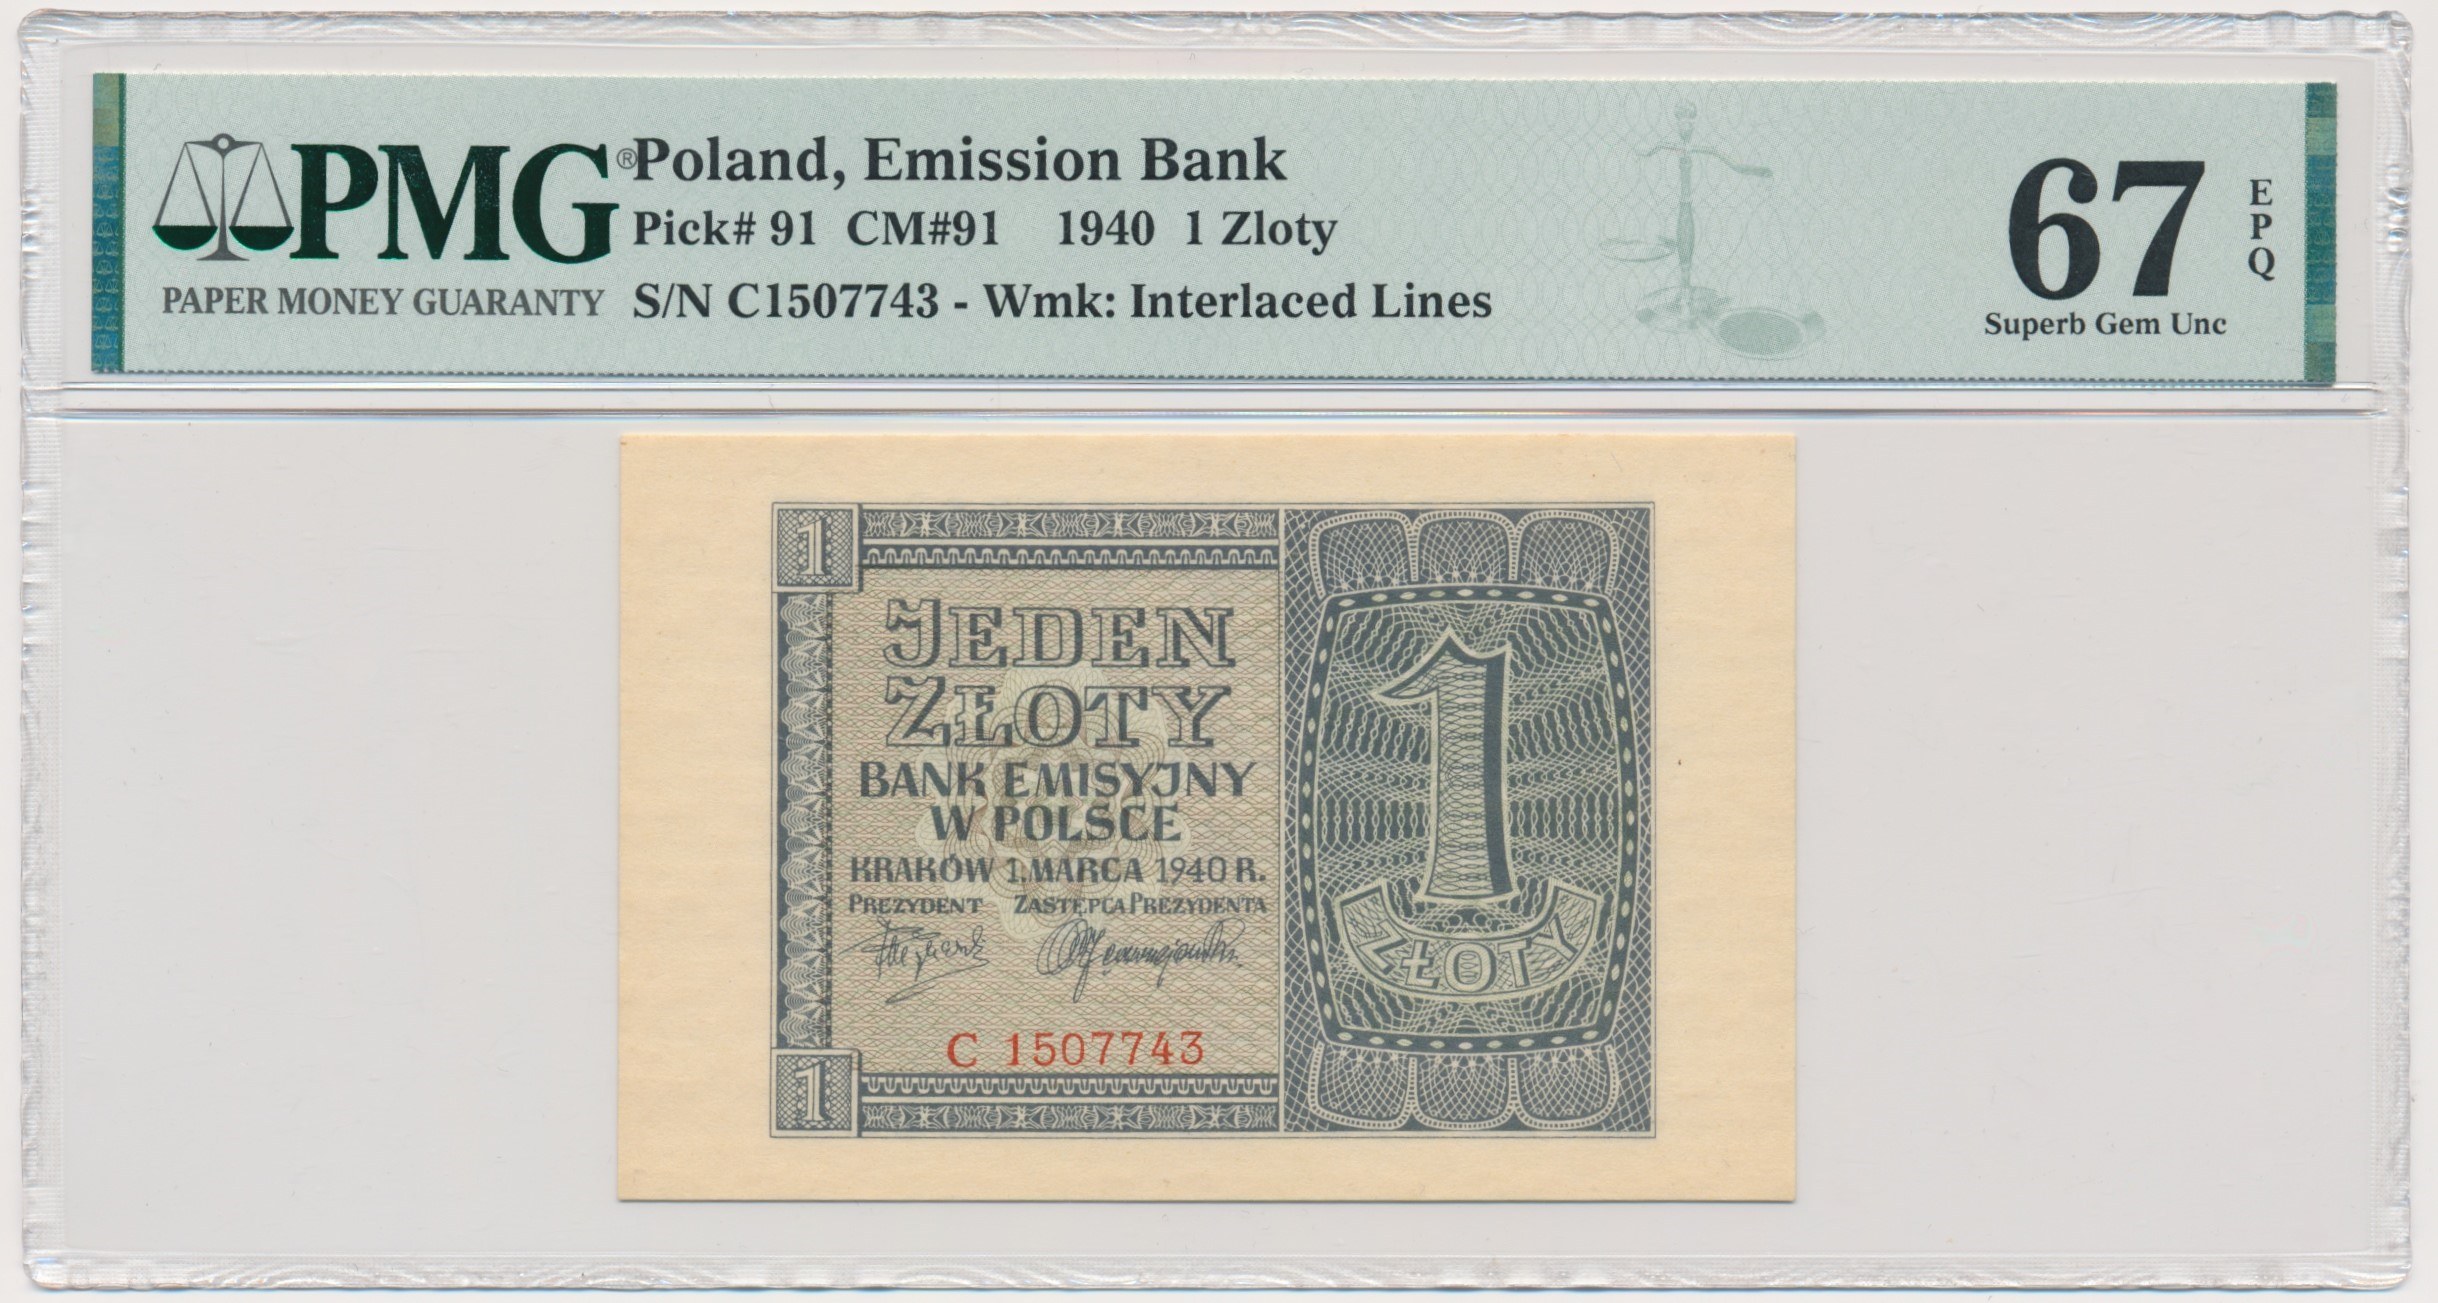 PMG®
PAPER MONEY GUARANTY
Poland, Emission Bank
Pick# 91 CM#91 1940 1 Zloty
S/N C1507743 - Wmk: Interlaced Lines
67
EPQ
Superb Gem Unc
1
JEDEN
ZŁOTY
BANK EMISYJNY
W POLSCE
KRAKÓW 1.MARCA 1940 R.
PREZYDENT ZASTĘPCA PREZYDENTA
C 1507743
1
1
ZŁOTY